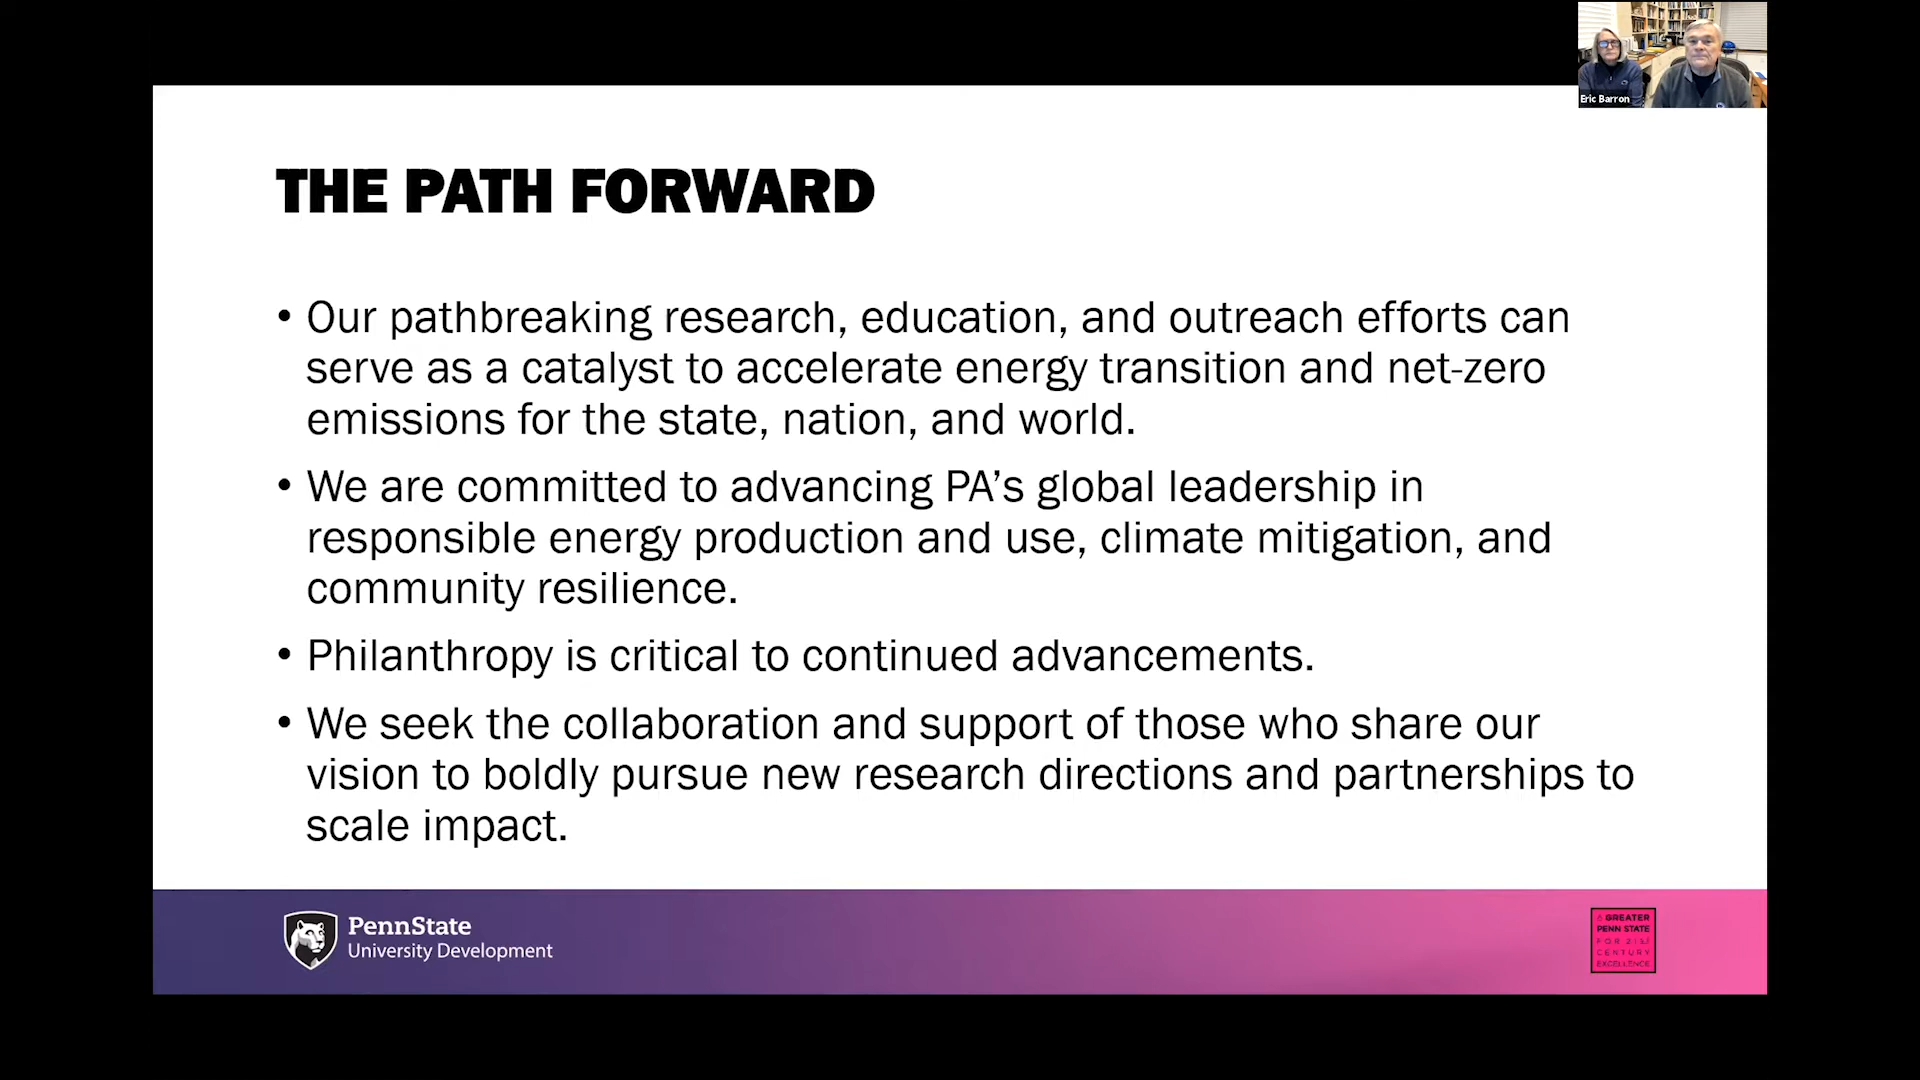 Eric Barron
THE PATH FORWARD
• Our pathbreaking research, education, and outreach efforts can
serve as a catalyst to accelerate energy transition and net-zero
emissions for the state, nation, and world.
• We are committed to advancing PA’s global leadership in
responsible energy production and use, climate mitigation, and
community resilience.
• Philanthropy is critical to continued advancements.
• We seek the collaboration and support of those who share our
vision to boldly pursue new research directions and partnerships to
scale impact.
PennState
University Development
A GREATER
PENN STATE
FOR 21ST
CENTURY
EXCELLENCE